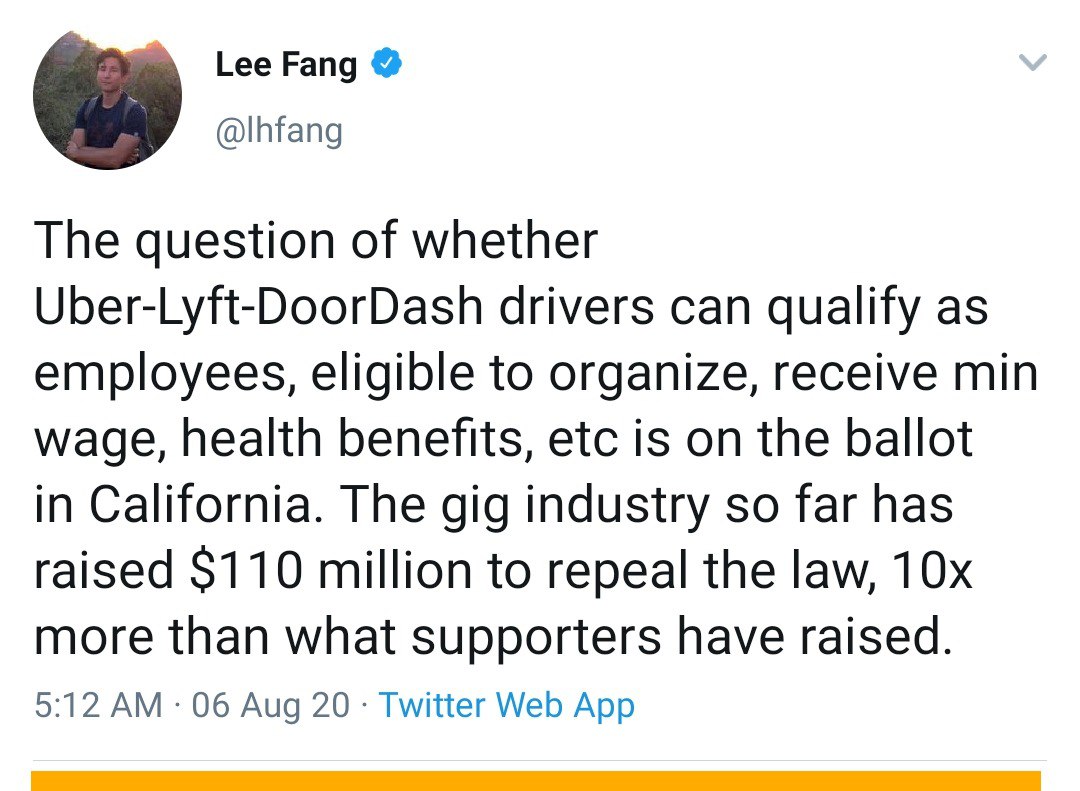 Lee Fang
@lhfang
The question of whether
Uber-Lyft-DoorDash drivers can qualify as
employees, eligible to organize, receive min
wage, health benefits, etc is on the ballot
in California. The gig industry so far has
raised $110 million to repeal the law, 10x
more than what supporters have raised.
5:12 AM · 06 Aug 20 · Twitter Web App